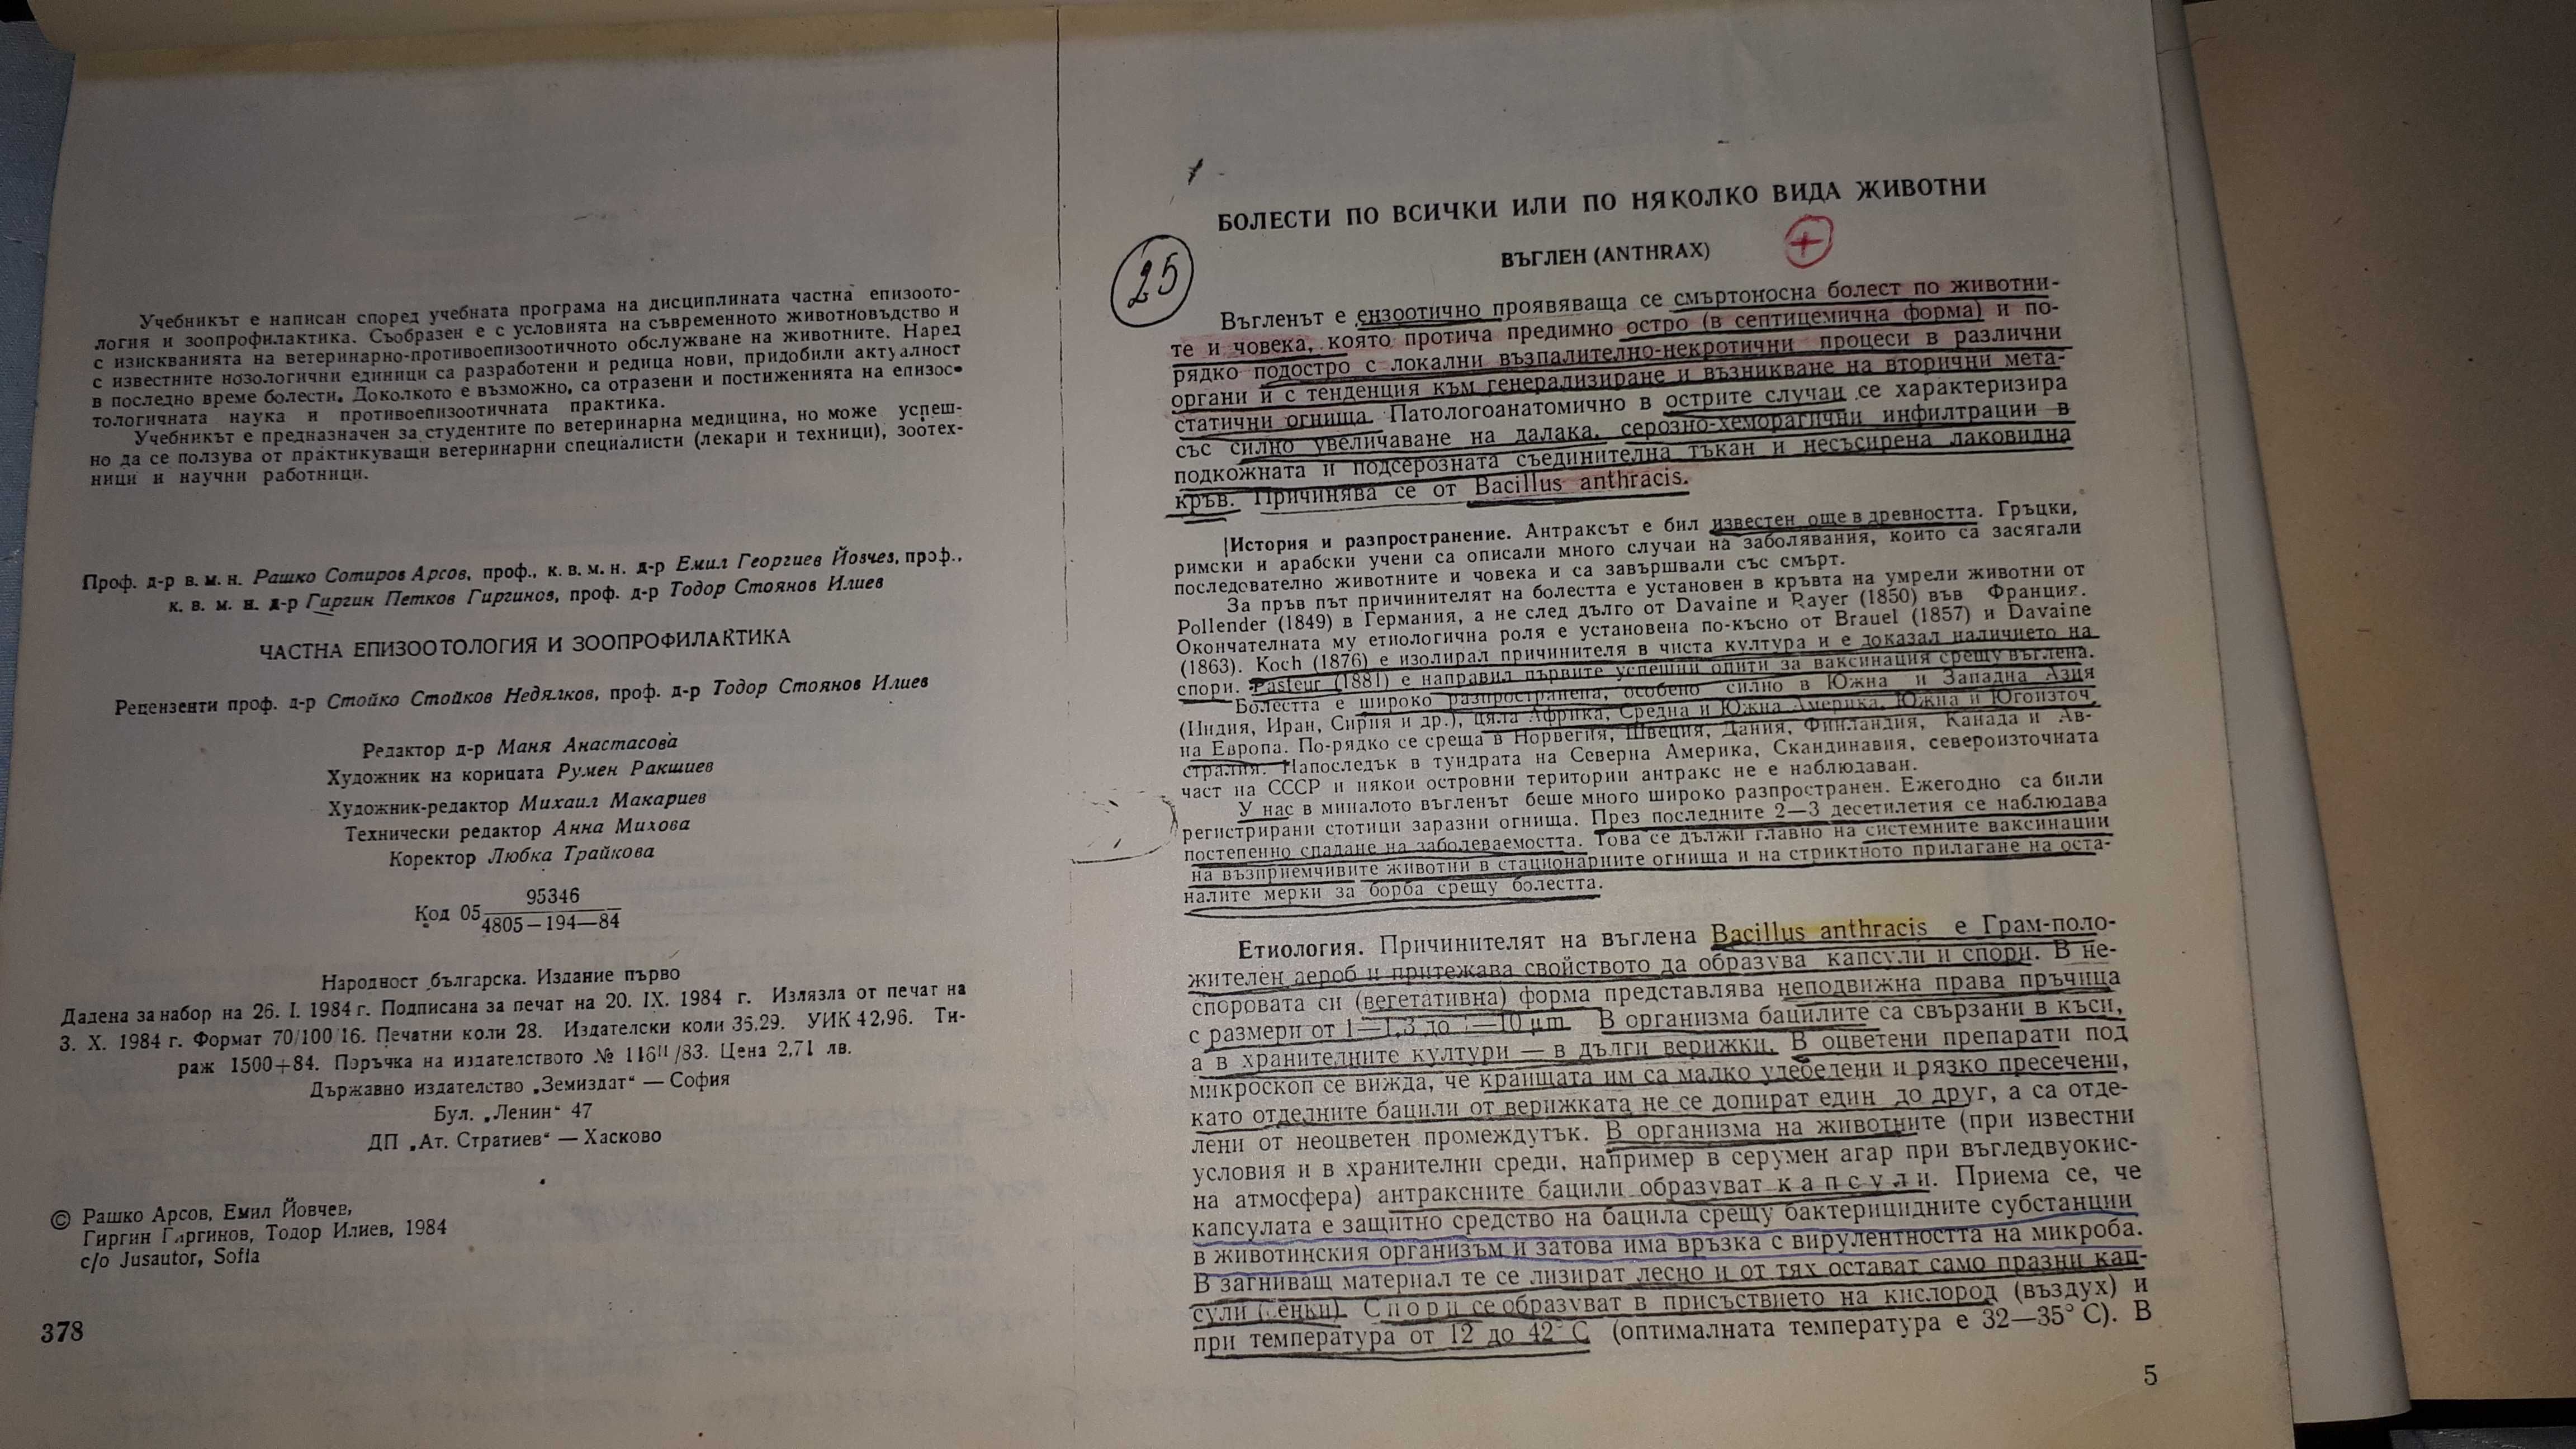 Учебникът е написан според учебната програма на дисциплината частна епизоото-
логия и зоопрофилактика. Съобразен е с условията на съвременното животновъдство и
с изискванията на ветеринарно-противоепизоотичното обслужване на животните. Наред
с известните нозологични единици са разработени и редица нови, придобили актуалност
в последно време болести. Доколкото е възможно, са отразени и постиженията на епизоо-
тологичната наука и противоепизоотичната практика.
Учебникът е предназначен за студентите по ветеринарна медицина, но може успеш-
но да се ползува от практикуващи ветеринарни специалисти (лекари и техници), зоотех-
ници и научни работници.
Проф. д-р в. м. н. Рашко Сотиров Арсов, проф., к. в. м. н. д-р Емил Георгиев Йовчев, проф.,
к. в. м. н. д-р Гиргин Петков Гиргинов, проф. д-р Тодор Стоянов Илиев
ЧАСТНА ЕПИЗООТОЛОГИЯ И ЗООПРОФИЛАКТИКА
Рецензенти проф. д-р Стойко Стойков Недялков, проф. д-р Тодор Стоянов Илиев
Редактор д-р Маня Анастасова
Художник на корицата Румен Ракшиев
Художник-редактор Михаил Макариев
Технически редактор Анна Михова
Коректор Любка Трайкова
Код 05 95346
4805—194—84
Народност българска. Издание първо
Дадена за набор на 26. I. 1984 г. Подписана за печат на 20. IX. 1984 г. Излязла от печат на
3. X. 1984 г. Формат 70/100/16. Печатни коли 28. Издателски коли 36.29. УИК 42,96. Ти-
раж 1500+84. Поръчка на издателството № 116II/83. Цена 2,71 лв.
Държавно издателство „Земиздат“ — София
Бул. „Ленин“ 47
ДП „Ат. Стратиев“ — Хасково
© Рашко Арсов, Емил Йовчев,
Гиргин Гиргинов, Тодор Илиев, 1984
c/o Jusautor, Sofia
378
БОЛЕСТИ ПО ВСИЧКИ ИЛИ ПО НЯКОЛКО ВИДА ЖИВОТНИ
25
ВЪГЛЕН (ANTHRAX) +
Въгленът е ензоотично проявяваща се смъртоносна болест по животни-
те и човека, която протича предимно остро (в септицемична форма) и по-
рядко подостро с локални възпалително-некротични процеси в различни
органи и с тенденция към генерализиране и възникване на вторични мета-
статични огнища. Патологоанатомично в острите случаи се характеризира
със силно увеличаване на далака, серозно-хеморагични инфилтрации в
подкожната и подсерозната съединителна тъкан и несъсирена лаковидна
кръв. Причинява се от Bacillus anthracis.
История и разпространение. Антраксът е бил известен още в древността. Гръцки,
римски и арабски учени са описали много случаи на заболявания, които са засягали
последователно животните и човека и са завършвали със смърт.
За пръв път причинителят на болестта е установен в кръвта на умрели животни от
Pollender (1849) в Германия, а не след дълго от Davaine и Rayer (1850) във Франция.
Окончателната му етиологична роля е установена по-късно от Brauel (1857) и Davaine
(1863). Koch (1876) е изолирал причинителя в чиста култура и е доказал наличието на
спори. Pasteur (1881) е направил първите успешни опити за ваксинация срещу въглена.
Болестта е широко разпространена, особено силно в Южна и Западна Азия
(Индия, Иран, Сирия и др.), цяла Африка, Средна и Южна Америка, Южна и Югоизточ-
на Европа. По-рядко се среща в Норвегия, Швеция, Дания, Финландия, Канада и Ав-
стралия. Напоследък в тундрата на Северна Америка, Скандинавия, североизточната
част на СССР и някои островни територии антракс не е наблюдаван.
У нас в миналото въгленът беше много широко разпространен. Ежегодно са били
регистрирани стотици заразни огнища. През последните 2—3 десетилетия се наблюдава
постепенно спадане на заболеваемостта. Това се дължи главно на системните ваксинации
на възприемчивите животни в стационарните огнища и на стриктното прилагане на оста-
налите мерки за борба срещу болестта.
Етиология. Причинителят на въглена Bacillus anthracis е Грам-поло-
жителен аероб и притежава свойството да образува капсули и спори. В не-
споровата си (вегетативна) форма представлява неподвижна права пръчица
с размери от 1—1,3 до —10 μm. В организма бацилите са свързани в къси,
а в хранителните култури — в дълги верижки. В оцветени препарати под
микроскоп се вижда, че краищата им са малко удебелени и рязко пресечени,
като отделните бацили от верижката не се допират един до друг, а са отде-
лени от неоцветен промеждутък. В организма на животните (при известни
условия и в хранителни среди, например в серумен агар при въгледвуокис-
на атмосфера) антраксните бацили образуват капсули. Приема се, че
капсулата е защитно средство на бацила срещу бактерицидните субстанции
в животинския организъм и затова има връзка с вирулентността на микроба.
В загниващ материал те се лизират лесно и от тях остават само празни кап-
сули (сенки). Спори се образуват в присъствието на кислород (въздух) и
при температура от 12 до 42° C (оптималната температура е 32—35° C). В
5